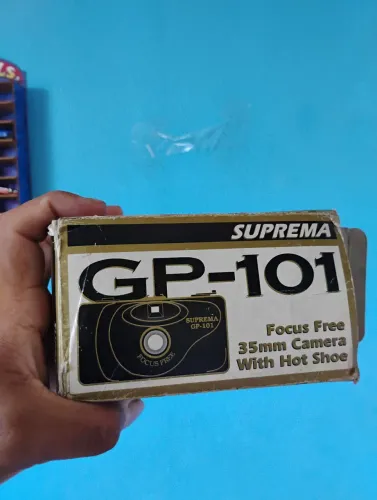 SUPREMA
GP-101
SUPREMA
GP-101
FOCUS FREE
Focus Free
35mm Camera
With Hot Shoe